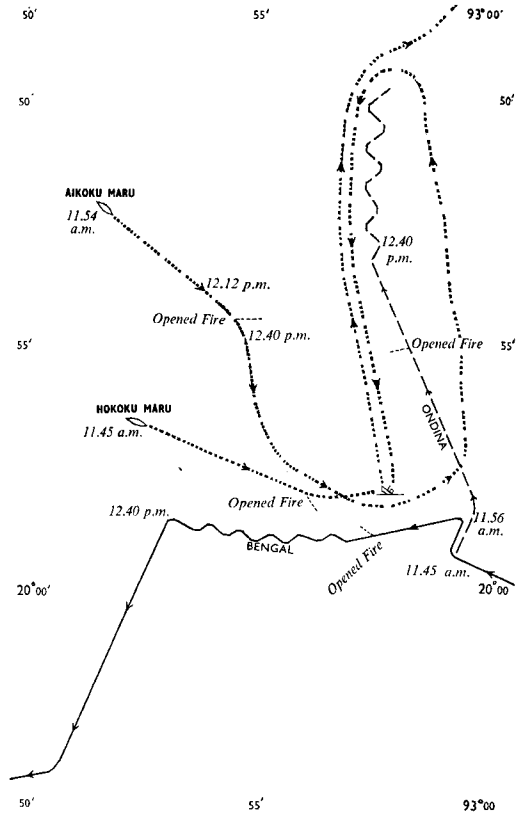 50′ 55′ 93°00′
50′ 50′
AIKOKU MARU
11.54
a.m.
12.40
p.m.
12.12 p.m.
Opened Fire
12.40 p.m.
Opened Fire
55′ 55′
HOKOKU MARU
11.45 a.m.
ONDINA
Opened Fire
12.40 p.m.
11.56
a.m.
BENGAL
Opened Fire
11.45 a.m.
20°00′ 20°00′
50′ 55′ 93°00′